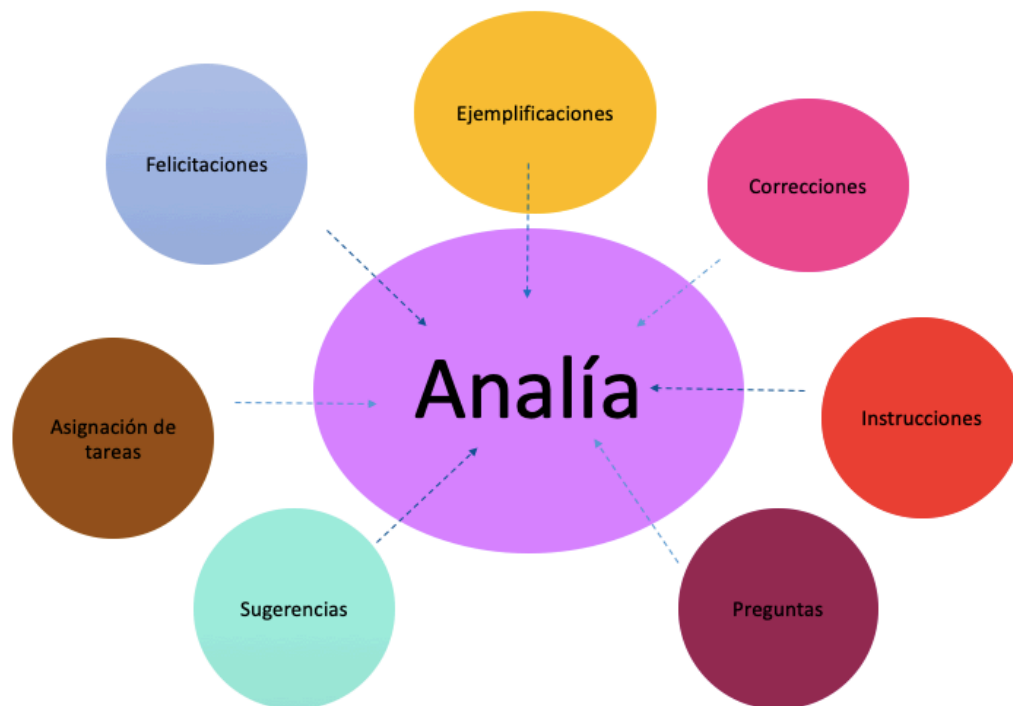 Ejemplificaciones
Felicitaciones
Correcciones
Analía
Asignación de
tareas
Instrucciones
Sugerencias
Preguntas